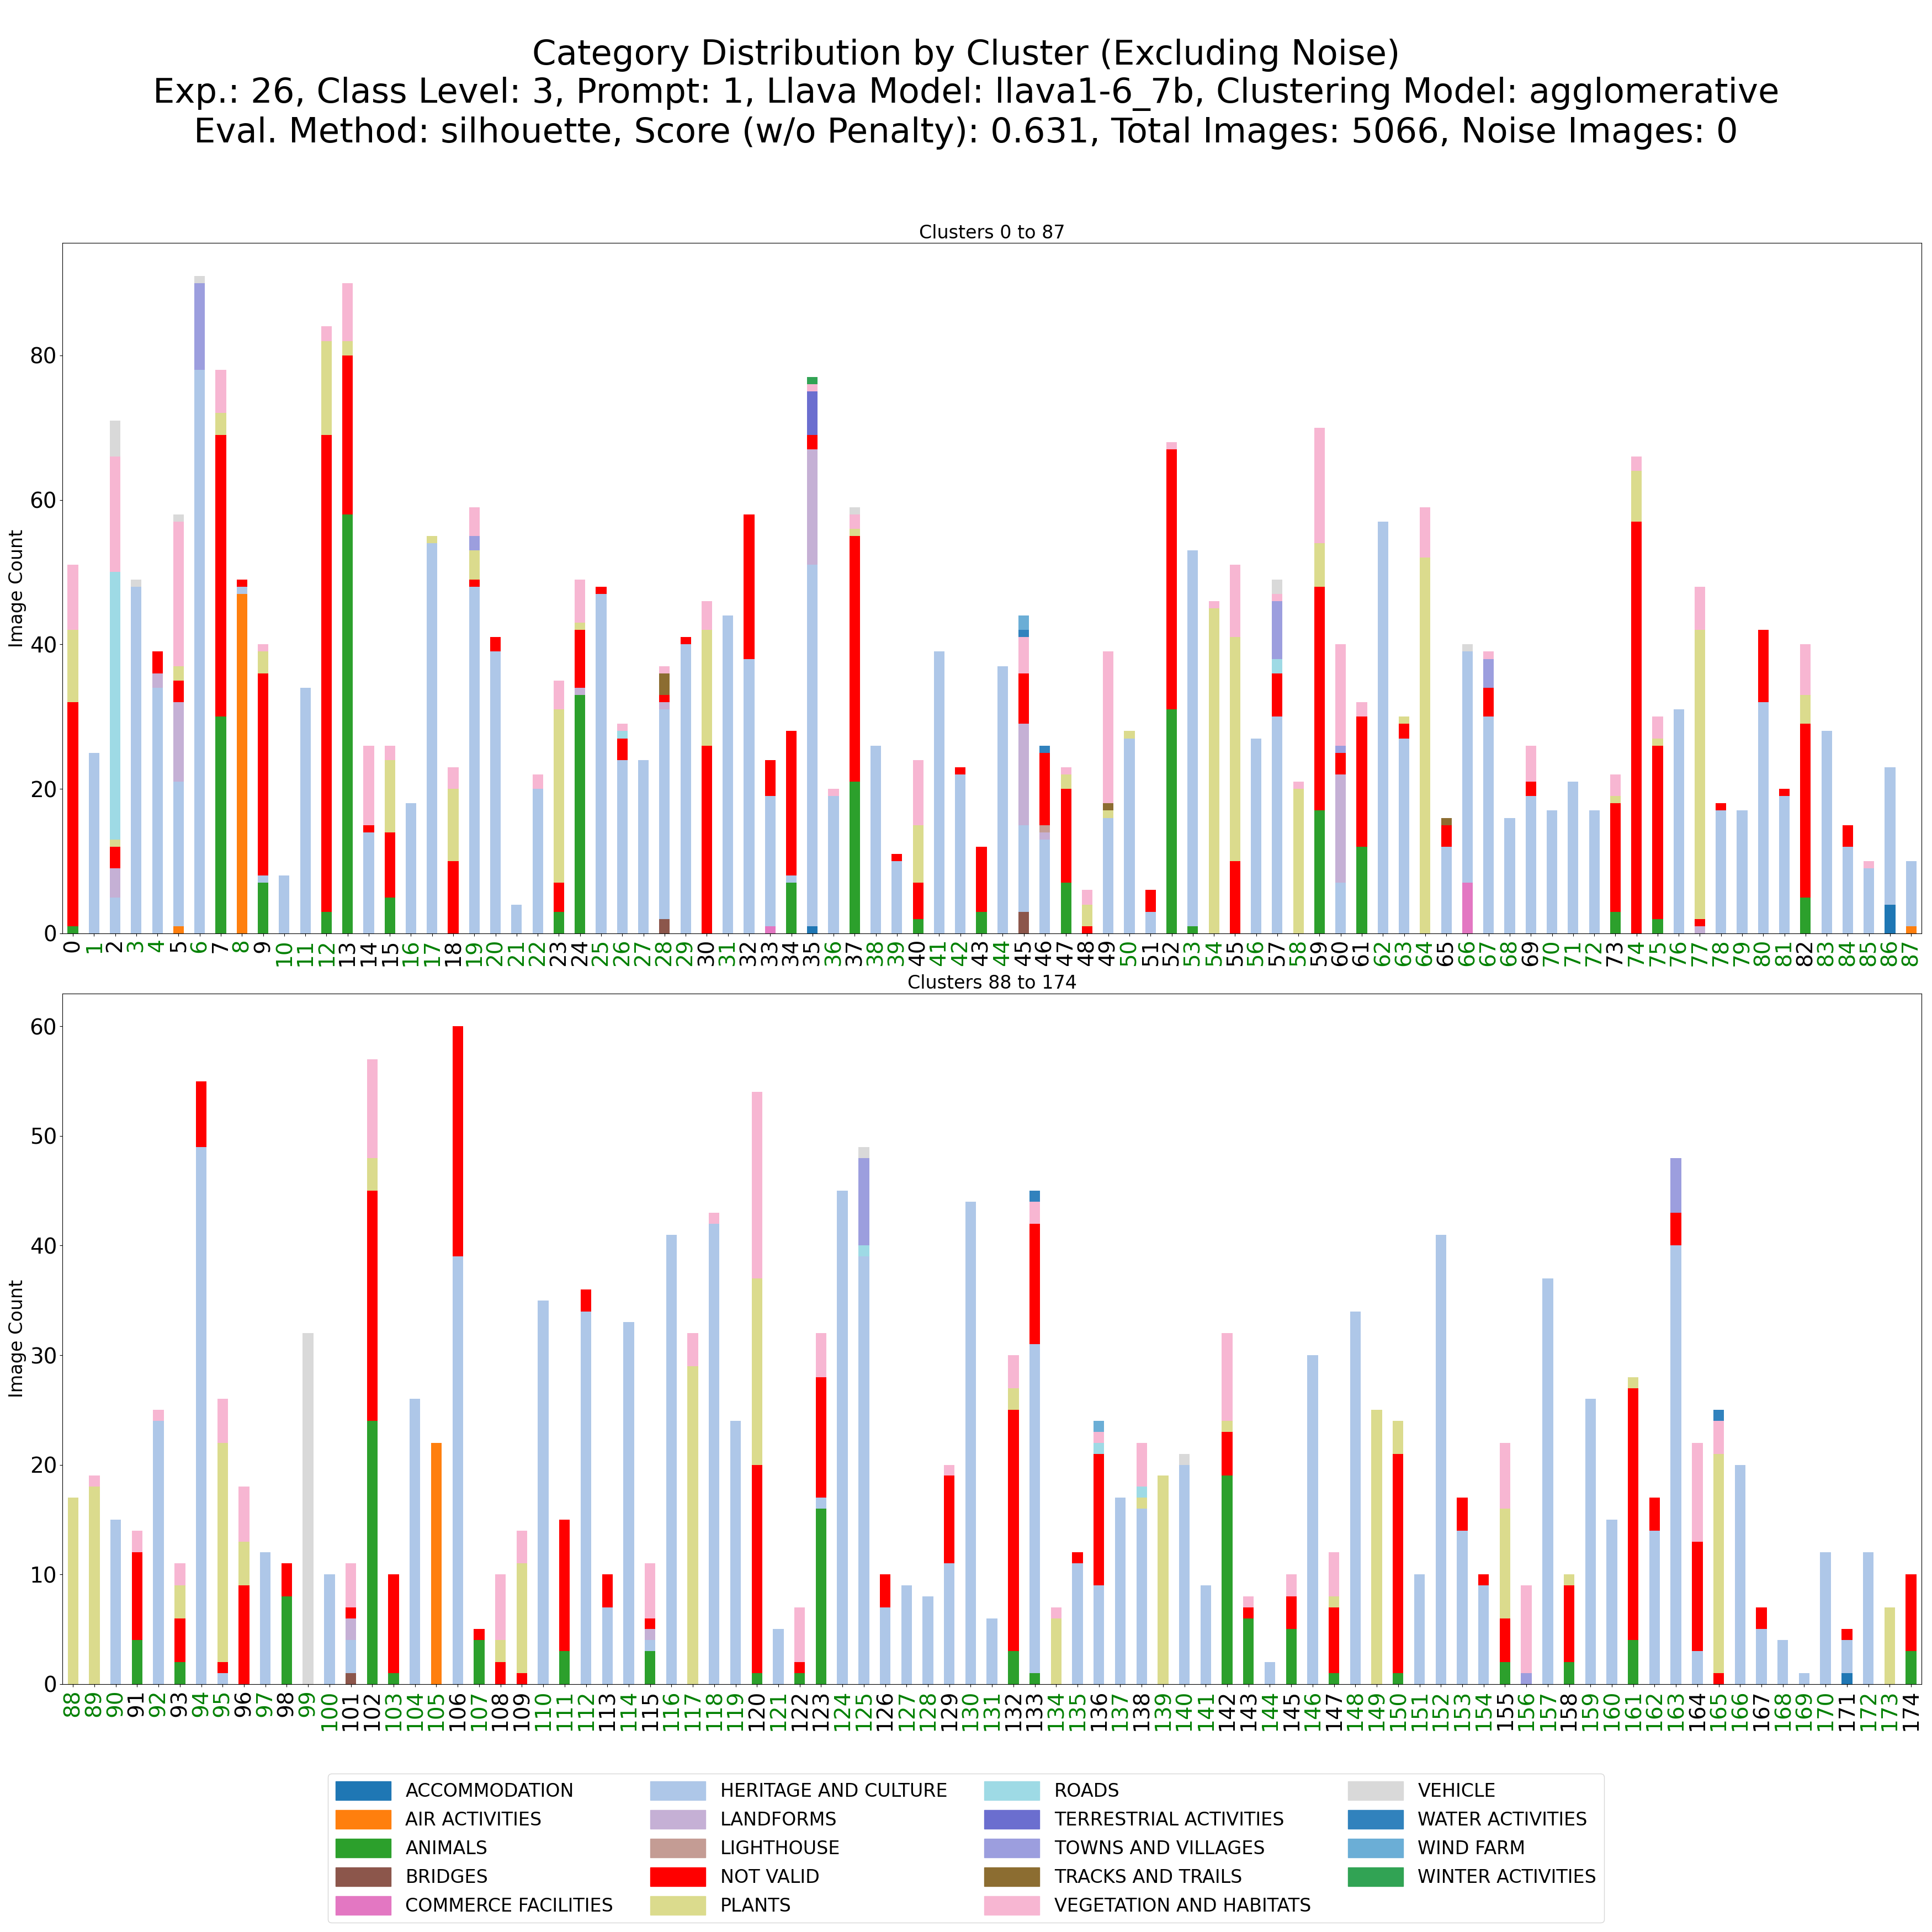 Category Distribution by Cluster (Excluding Noise)
Exp.: 26, Class Level: 3, Prompt: 1, Llava Model: llava1-6_7b, Clustering Model: agglomerative
Eval. Method: silhouette, Score (w/o Penalty): 0.631, Total Images: 5066, Noise Images: 0
Clusters 0 to 87
Image Count
80
60
40
20
0
0 1 2 3 4 5 6 7 8 9 10 11 12 13 14 15 16 17 18 19 20 21 22 23 24 25 26 27 28 29 30 31 32 33 34 35 36 37 38 39 40 41 42 43 44 45 46 47 48 49 50 51 52 53 54 55 56 57 58 59 60 61 62 63 64 65 66 67 68 69 70 71 72 73 74 75 76 77 78 79 80 81 82 83 84 85 86 87
Clusters 88 to 174
Image Count
60
50
40
30
20
10
0
88 89 90 91 92 93 94 95 96 97 98 99 100 101 102 103 104 105 106 107 108 109 110 111 112 113 114 115 116 117 118 119 120 121 122 123 124 125 126 127 128 129 130 131 132 133 134 135 136 137 138 139 140 141 142 143 144 145 146 147 148 149 150 151 152 153 154 155 156 157 158 159 160 161 162 163 164 165 166 167 168 169 170 171 172 173 174
ACCOMMODATION
AIR ACTIVITIES
ANIMALS
BRIDGES
COMMERCE FACILITIES
HERITAGE AND CULTURE
LANDFORMS
LIGHTHOUSE
NOT VALID
PLANTS
ROADS
TERRESTRIAL ACTIVITIES
TOWNS AND VILLAGES
TRACKS AND TRAILS
VEGETATION AND HABITATS
VEHICLE
WATER ACTIVITIES
WIND FARM
WINTER ACTIVITIES